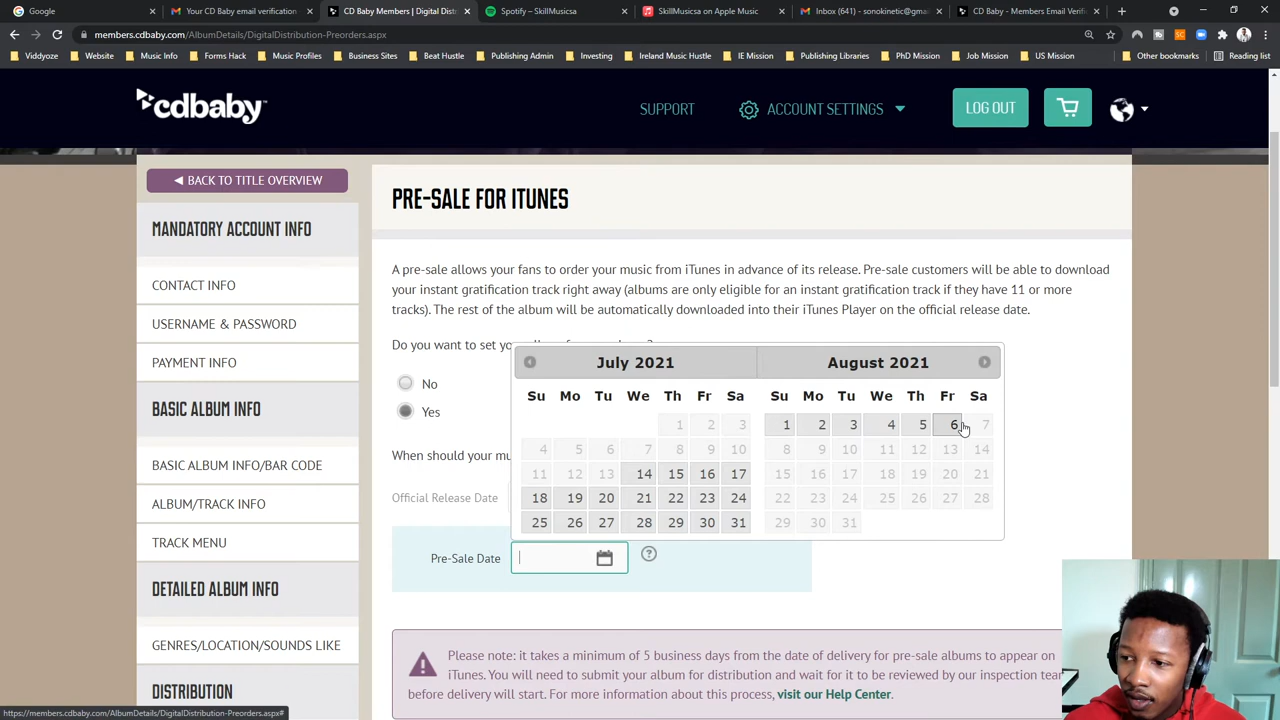 Google
Your CD Baby email verification
CD Baby Members | Digital Dist
Spotify – SkillMusicsa
SkillMusicsa on Apple Music
Inbox (641) - sonokinetic@gma
CD Baby - Members Email Verif
members.cdbaby.com/AlbumDetails/DigitalDistribution-Preorders.aspx
Viddyoze
Website
Music Info
Music Profiles
Business Sites
Beat Hustle
Publishing Admin
Investing
Ireland Music Hustle
IE Mission
Publishing Libraries
PhD Mission
Job Mission
US Mission
Other bookmarks
Reading list
cdbaby
SUPPORT
ACCOUNT SETTINGS
LOG OUT
BACK TO TITLE OVERVIEW
MANDATORY ACCOUNT INFO
CONTACT INFO
USERNAME & PASSWORD
PAYMENT INFO
BASIC ALBUM INFO
BASIC ALBUM INFO/BAR CODE
ALBUM/TRACK INFO
TRACK MENU
DETAILED ALBUM INFO
GENRES/LOCATION/SOUNDS LIKE
DISTRIBUTION
PRE-SALE FOR ITUNES
A pre-sale allows your fans to order your music from iTunes in advance of its release. Pre-sale customers will be able to download
your instant gratification track right away (albums are only eligible for an instant gratification track if they have 11 or more
tracks). The rest of the album will be automatically downloaded into their iTunes Player on the official release date.
Do you want to set
No
Yes
When should your mu
Official Release Date
July 2021
Su Mo Tu We Th Fr Sa
1 2 3
4 5 6 7 8 9 10
11 12 13 14 15 16 17
18 19 20 21 22 23 24
25 26 27 28 29 30 31
August 2021
Su Mo Tu We Th Fr Sa
1 2 3 4 5 6 7
8 9 10 11 12 13 14
15 16 17 18 19 20 21
22 23 24 25 26 27 28
29 30 31
Pre-Sale Date
?
Please note: it takes a minimum of 5 business days from the date of delivery for pre-sale albums to appear on
iTunes. You will need to submit your album for distribution and wait for it to be reviewed by our inspection tea
before delivery will start. For more information about this process, visit our Help Center.
https://members.cdbaby.com/AlbumDetails/DigitalDistribution-Preorders.aspx#